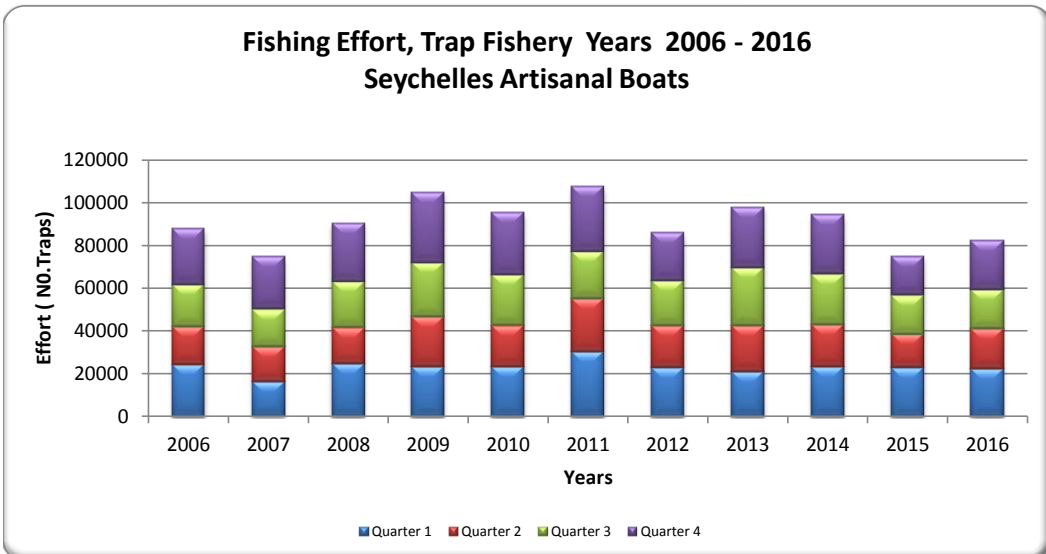 Fishing Effort, Trap Fishery Years 2006 - 2016
Seychelles Artisanal Boats
Effort ( NO.Traps)
120000
100000
80000
60000
40000
20000
0
2006 2007 2008 2009 2010 2011 2012 2013 2014 2015 2016
Years
Quarter 1 Quarter 2 Quarter 3 Quarter 4